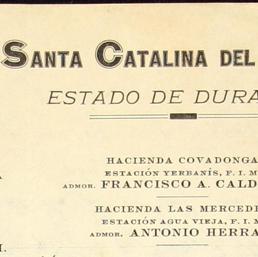 SANTA CATALINA DEL
ESTADO DE DURA
HACIENDA COVADONGA
ESTACIÓN YERBANÍS, F. I. M
ADMOR. FRANCISCO A. CALD
HACIENDA LAS MERCEDE
ESTACIÓN AGUA VIEJA, F. I. M
ADMOR, ANTONIO HERRA